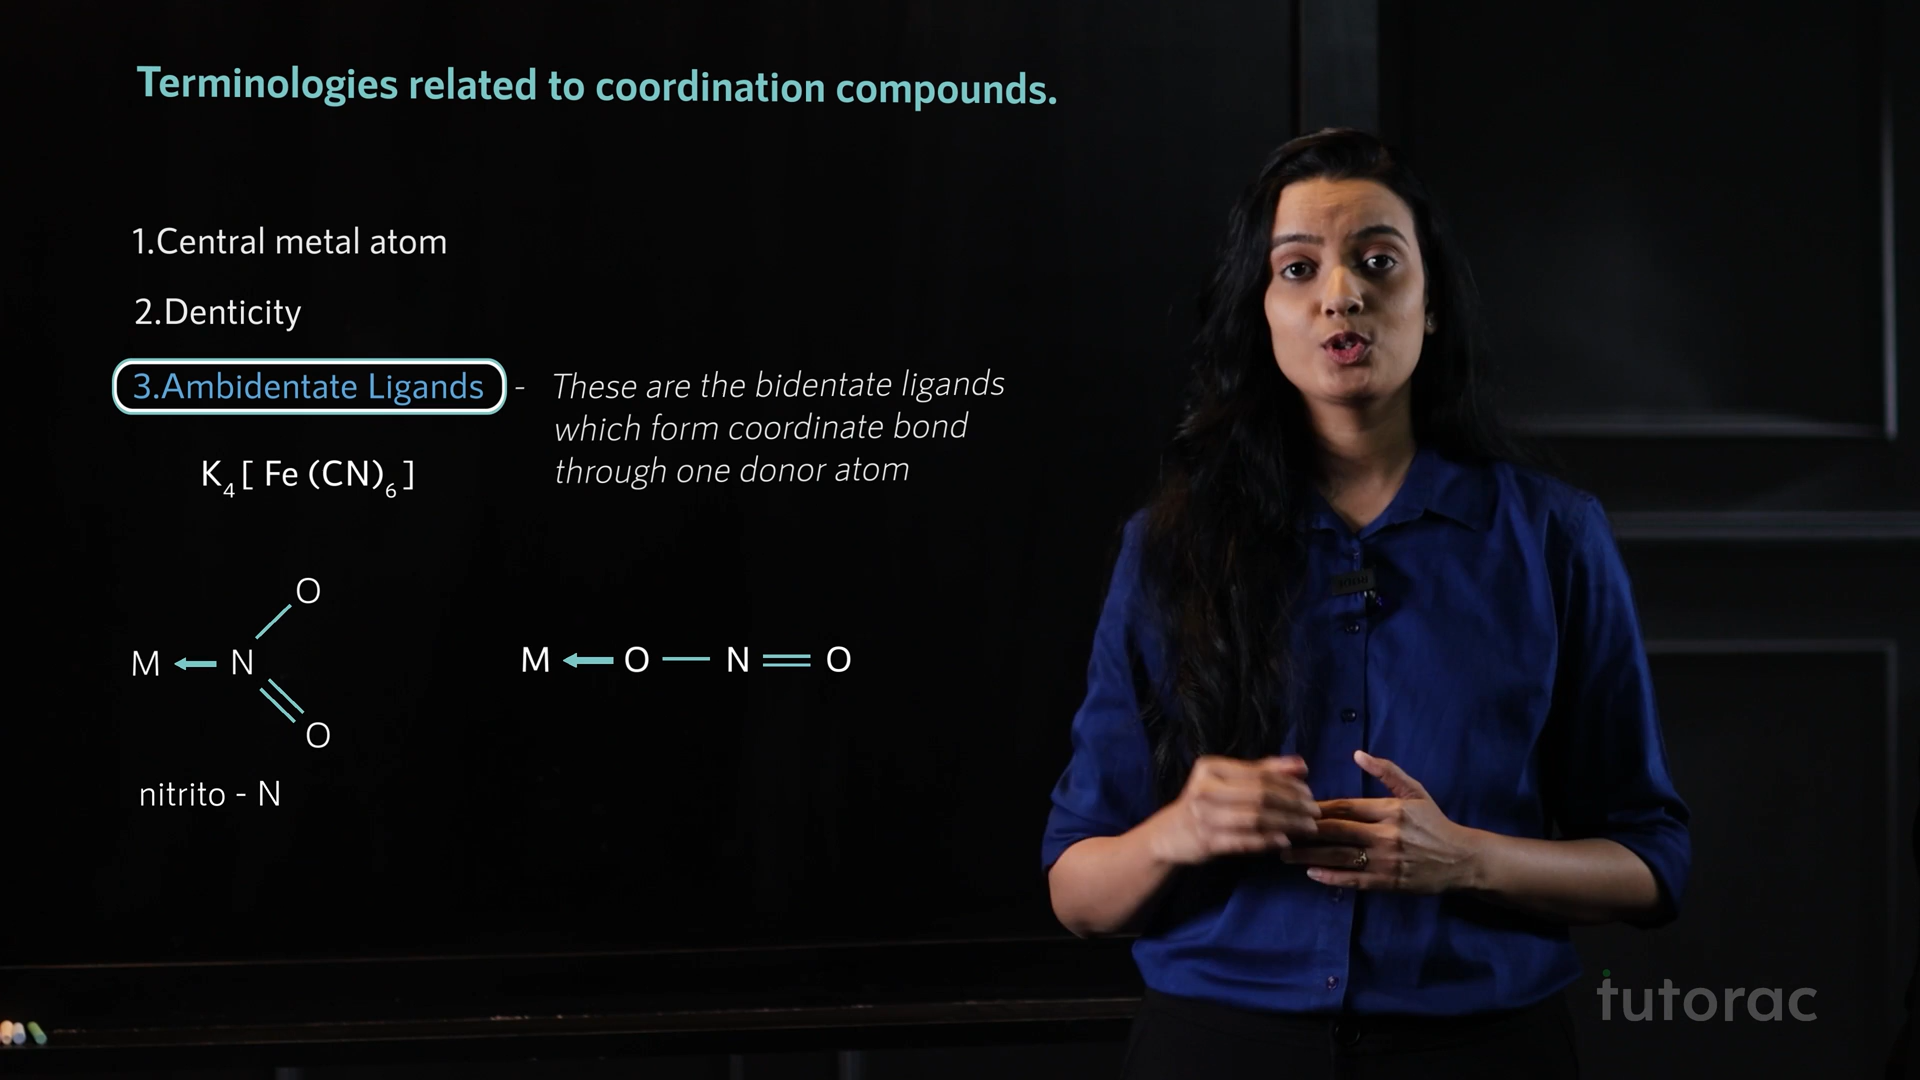 Terminologies related to coordination compounds.
1.Central metal atom
2.Denticity
3.Ambidentate Ligands - These are the bidentate ligands
which form coordinate bond
through one donor atom
K₄[ Fe (CN)₆]
O
M ← N
O
nitrito - N
M ← O — N = O
tutorac